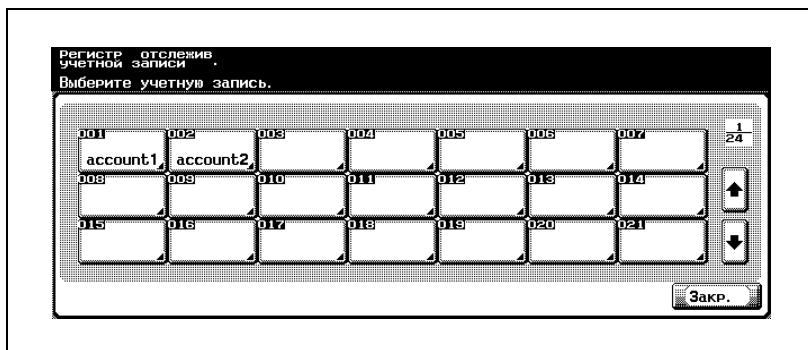 Регистр отслежив
учетной записи .
Выберите учетную запись.
001 002 003 004 005 006 007
account1 account2
1
24
008 009 010 011 012 013 014
015 016 017 018 019 020 021
Закр.